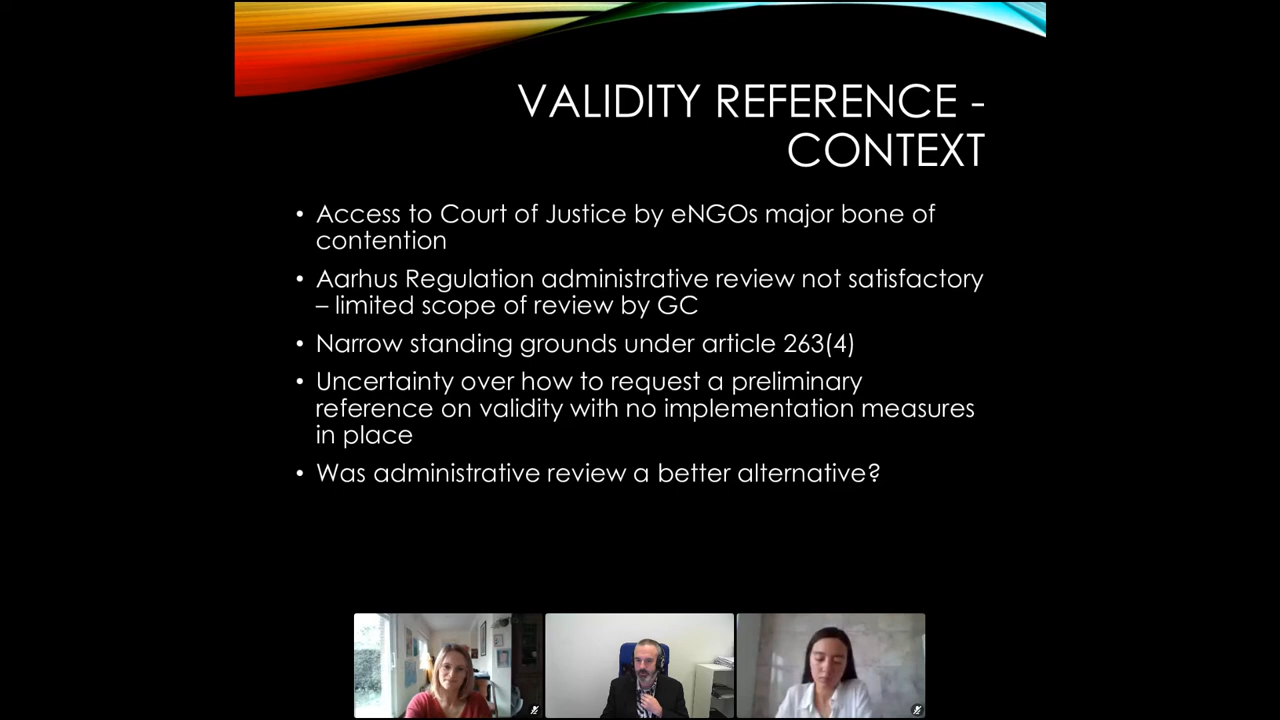 VALIDITY REFERENCE -
CONTEXT
• Access to Court of Justice by eNGOs major bone of
contention
• Aarhus Regulation administrative review not satisfactory
– limited scope of review by GC
• Narrow standing grounds under article 263(4)
• Uncertainty over how to request a preliminary
reference on validity with no implementation measures
in place
• Was administrative review a better alternative?